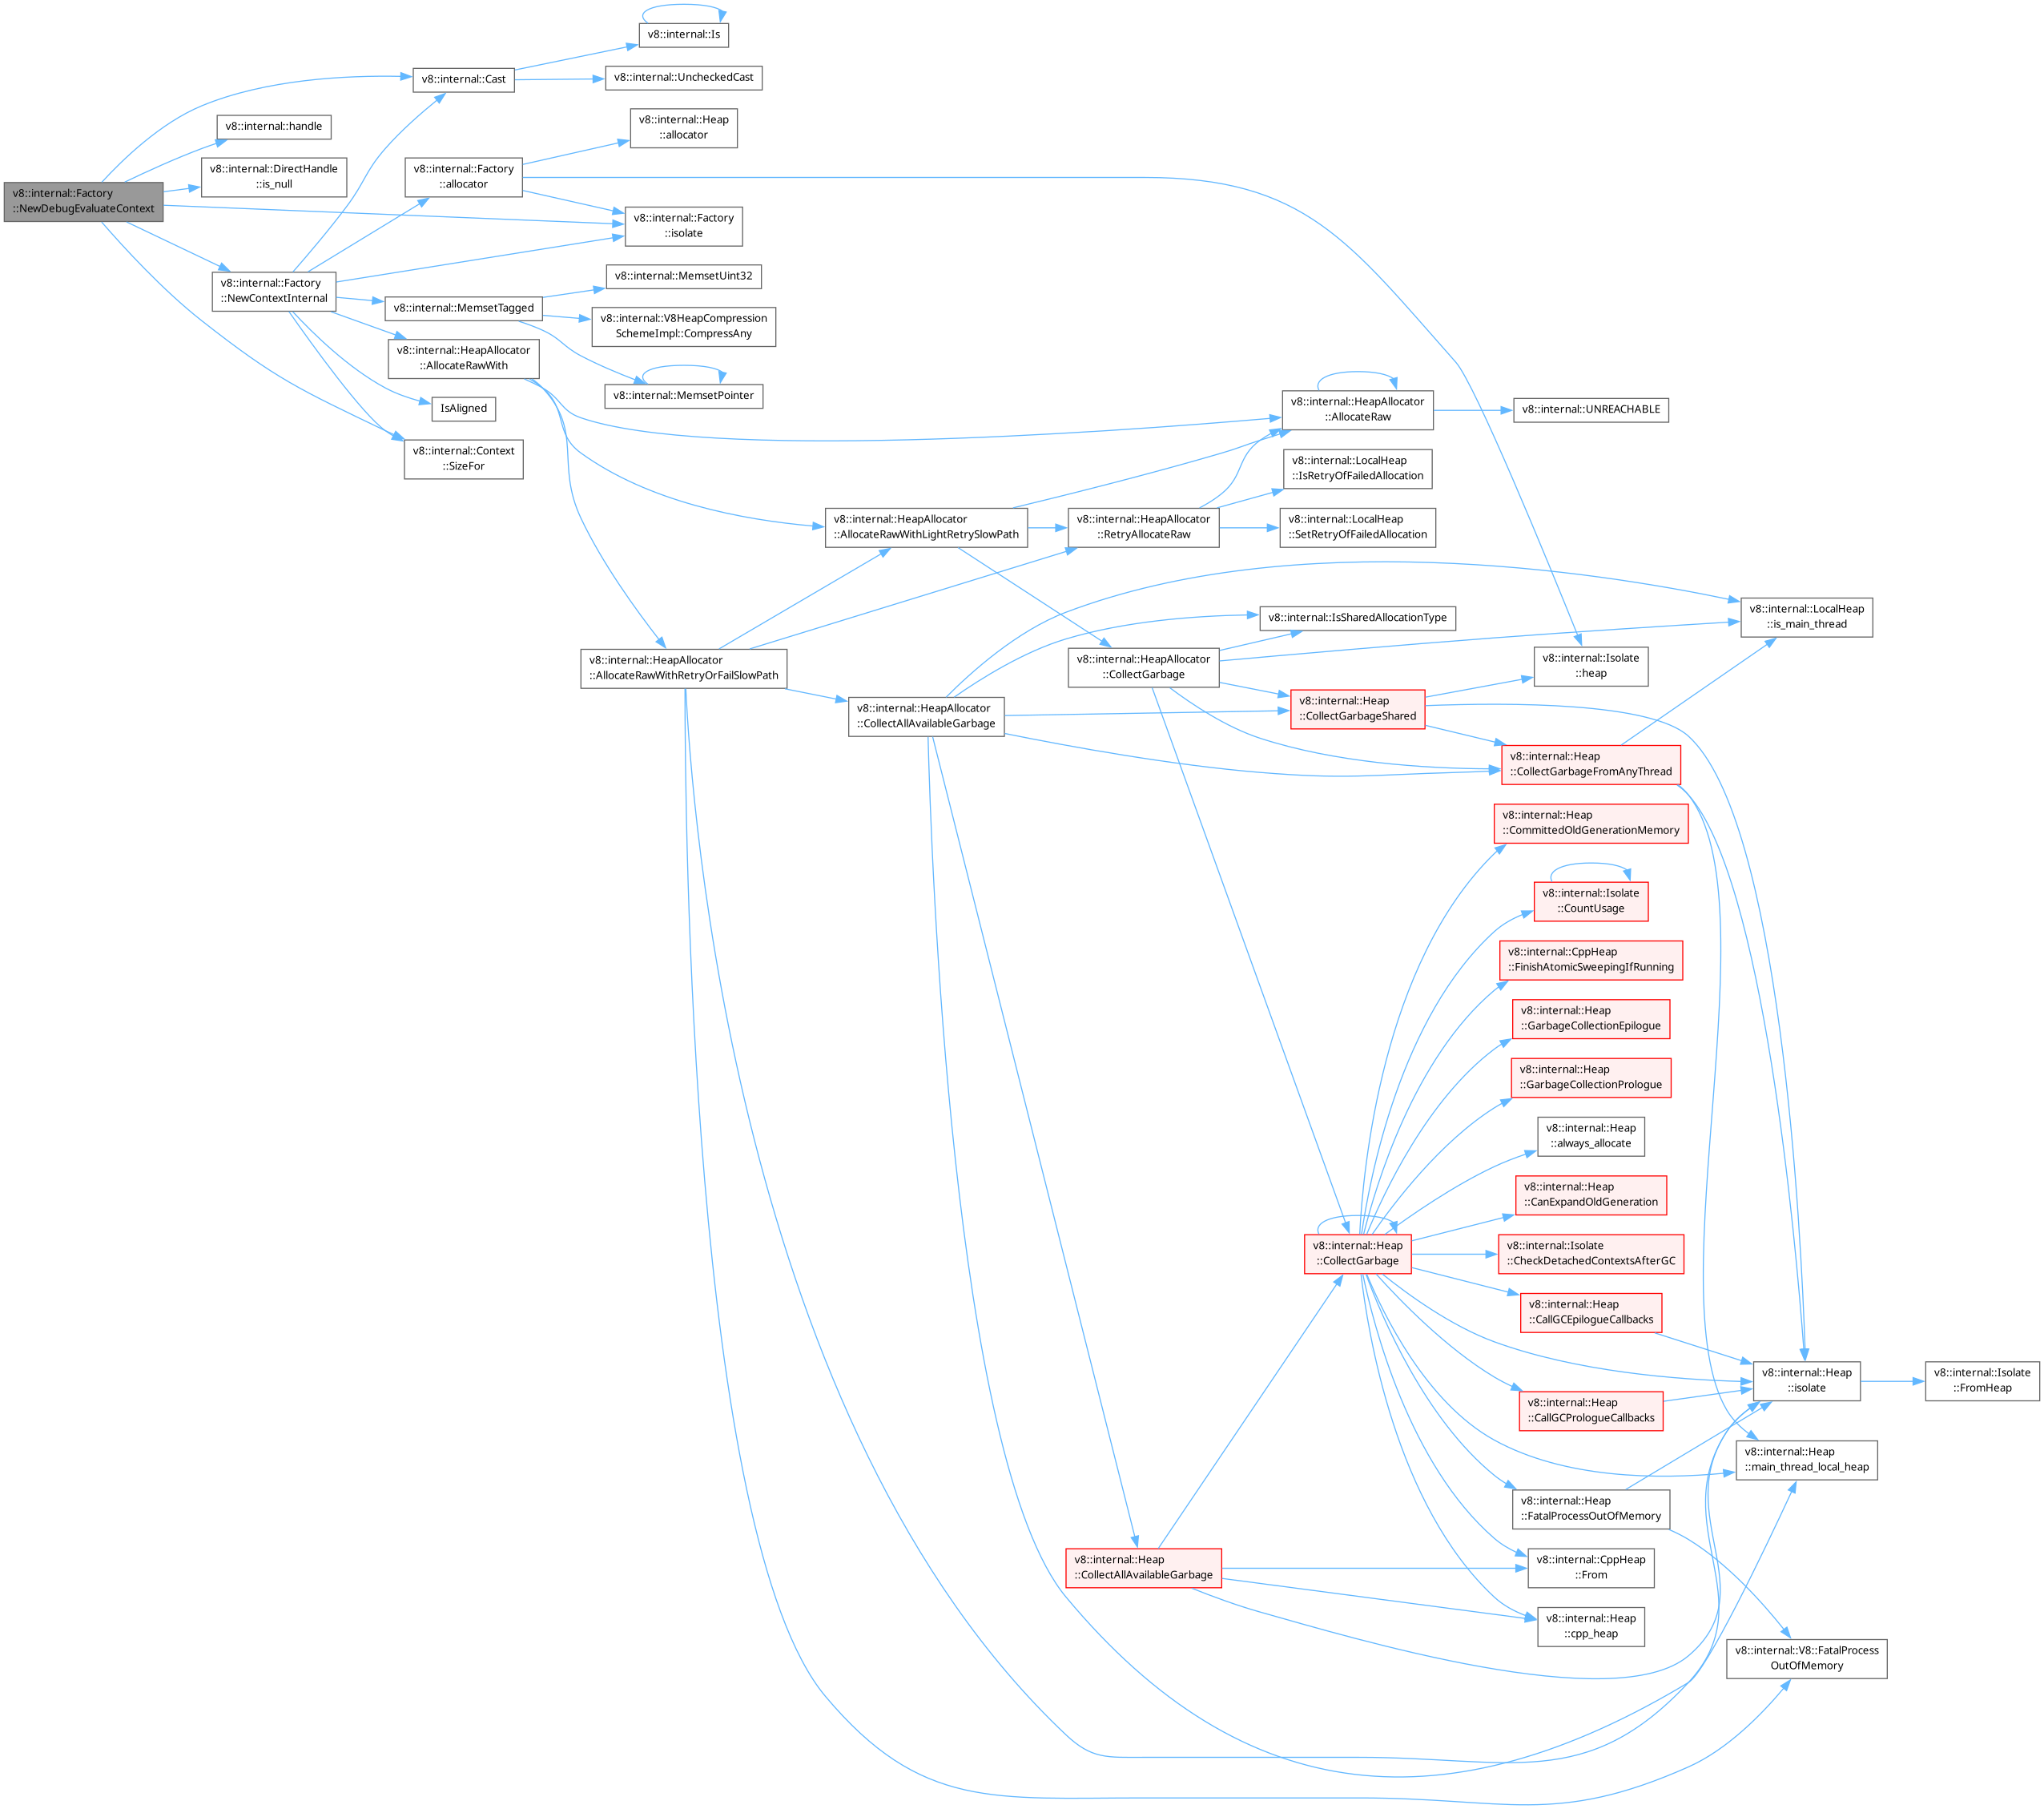 v8::internal::Factory
::NewDebugEvaluateContext
v8::internal::Cast
v8::internal::handle
v8::internal::DirectHandle
::is_null
v8::internal::Factory
::NewContextInternal
v8::internal::Is
v8::internal::UncheckedCast
v8::internal::Heap
::allocator
v8::internal::Factory
::allocator
v8::internal::Factory
::isolate
v8::internal::MemsetTagged
v8::internal::MemsetUint32
v8::internal::V8HeapCompression
SchemeImpl::CompressAny
v8::internal::MemsetPointer
v8::internal::HeapAllocator
::AllocateRawWith
IsAligned
v8::internal::Context
::SizeFor
v8::internal::HeapAllocator
::AllocateRaw
v8::internal::UNREACHABLE
v8::internal::LocalHeap
::IsRetryOfFailedAllocation
v8::internal::HeapAllocator
::AllocateRawWithLightRetrySlowPath
v8::internal::HeapAllocator
::RetryAllocateRaw
v8::internal::LocalHeap
::SetRetryOfFailedAllocation
v8::internal::IsSharedAllocationType
v8::internal::LocalHeap
::is_main_thread
v8::internal::HeapAllocator
::AllocateRawWithRetryOrFailSlowPath
v8::internal::HeapAllocator
::CollectGarbage
v8::internal::Isolate
::heap
v8::internal::HeapAllocator
::CollectAllAvailableGarbage
v8::internal::Heap
::CollectGarbageShared
v8::internal::Heap
::CollectGarbageFromAnyThread
v8::internal::Heap
::CommittedOldGenerationMemory
v8::internal::Isolate
::CountUsage
v8::internal::CppHeap
::FinishAtomicSweepingIfRunning
v8::internal::Heap
::GarbageCollectionEpilogue
v8::internal::Heap
::GarbageCollectionPrologue
v8::internal::Heap
::always_allocate
v8::internal::Heap
::CanExpandOldGeneration
v8::internal::Heap
::CollectGarbage
v8::internal::Isolate
::CheckDetachedContextsAfterGC
v8::internal::Heap
::CallGCEpilogueCallbacks
v8::internal::Heap
::isolate
v8::internal::Isolate
::FromHeap
v8::internal::Heap
::CallGCPrologueCallbacks
v8::internal::Heap
::main_thread_local_heap
v8::internal::Heap
::FatalProcessOutOfMemory
v8::internal::Heap
::CollectAllAvailableGarbage
v8::internal::CppHeap
::From
v8::internal::Heap
::cpp_heap
v8::internal::V8::FatalProcess
OutOfMemory